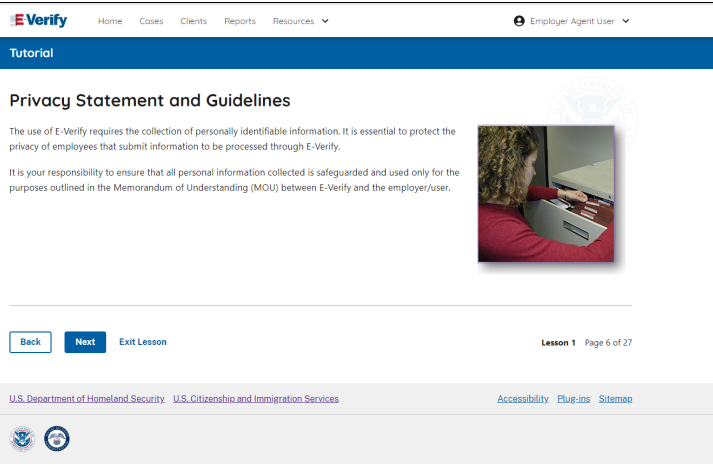 E-Verify
Home Cases Clients Reports Resources
Employer Agent User
Tutorial
Privacy Statement and Guidelines
The use of E-Verify requires the collection of personally identifiable information. It is essential to protect the
privacy of employees that submit information to be processed through E-Verify.
It is your responsibility to ensure that all personal information collected is safeguarded and used only for the
purposes outlined in the Memorandum of Understanding (MOU) between E-Verify and the employer/user.
Back Next Exit Lesson
Lesson 1 Page 6 of 27
U.S. Department of Homeland Security U.S. Citizenship and Immigration Services
Accessibility Plug-ins Sitemap